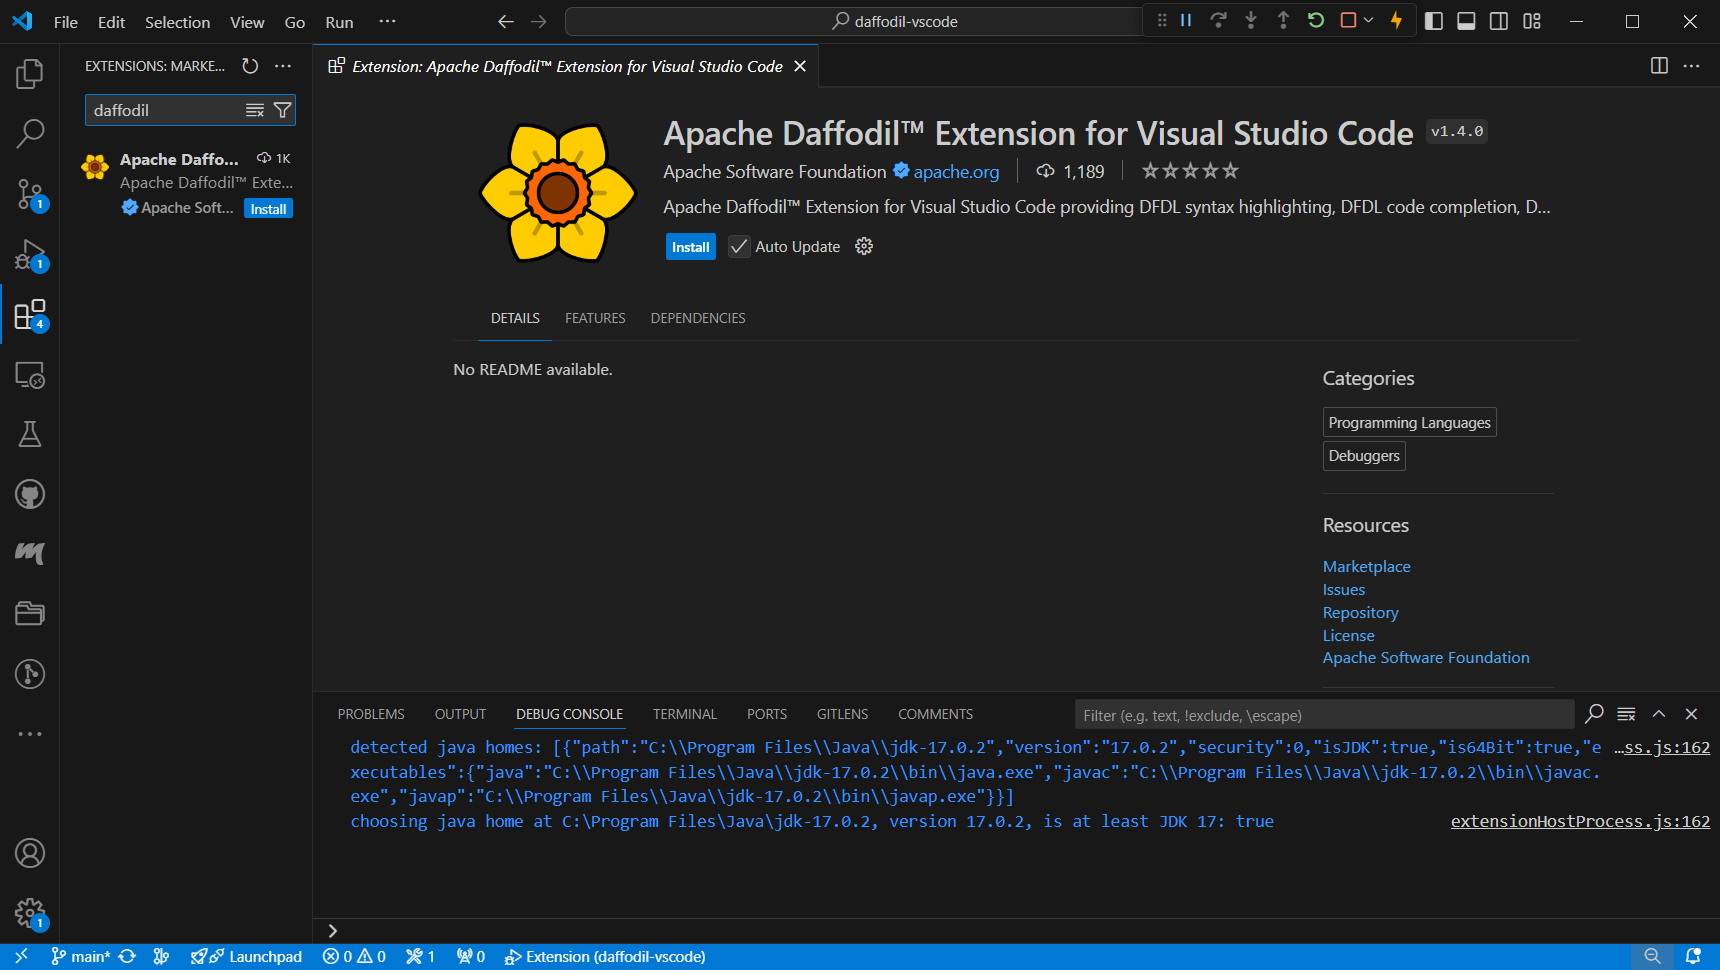 File Edit Selection View Go Run ···
daffodil-vscode
EXTENSIONS: MARKE...
daffodil
Apache Daffo... 1K
Apache Daffodil™ Exte...
Apache Soft... Install
1
1
4
1
Extension: Apache Daffodil™ Extension for Visual Studio Code
Apache Daffodil™ Extension for Visual Studio Code v1.4.0
Apache Software Foundation apache.org 1,189
Apache Daffodil™ Extension for Visual Studio Code providing DFDL syntax highlighting, DFDL code completion, D...
Install Auto Update
DETAILS FEATURES DEPENDENCIES
No README available.
Categories
Programming Languages
Debuggers
Resources
Marketplace
Issues
Repository
License
Apache Software Foundation
PROBLEMS OUTPUT DEBUG CONSOLE TERMINAL PORTS GITLENS COMMENTS
Filter (e.g. text, !exclude, \escape)
detected java homes: [{"path":"C:\\Program Files\\Java\\jdk-17.0.2","version":"17.0.2","security":0,"isJDK":true,"is64Bit":true,"e …ss.js:162
xecutables":{"java":"C:\\Program Files\\Java\\jdk-17.0.2\\bin\\java.exe","javac":"C:\\Program Files\\Java\\jdk-17.0.2\\bin\\javac.
exe","javap":"C:\\Program Files\\Java\\jdk-17.0.2\\bin\\javap.exe"}}]
choosing java home at C:\Program Files\Java\jdk-17.0.2, version 17.0.2, is at least JDK 17: true extensionHostProcess.js:162
main* Launchpad 0 0 1 0 Extension (daffodil-vscode)